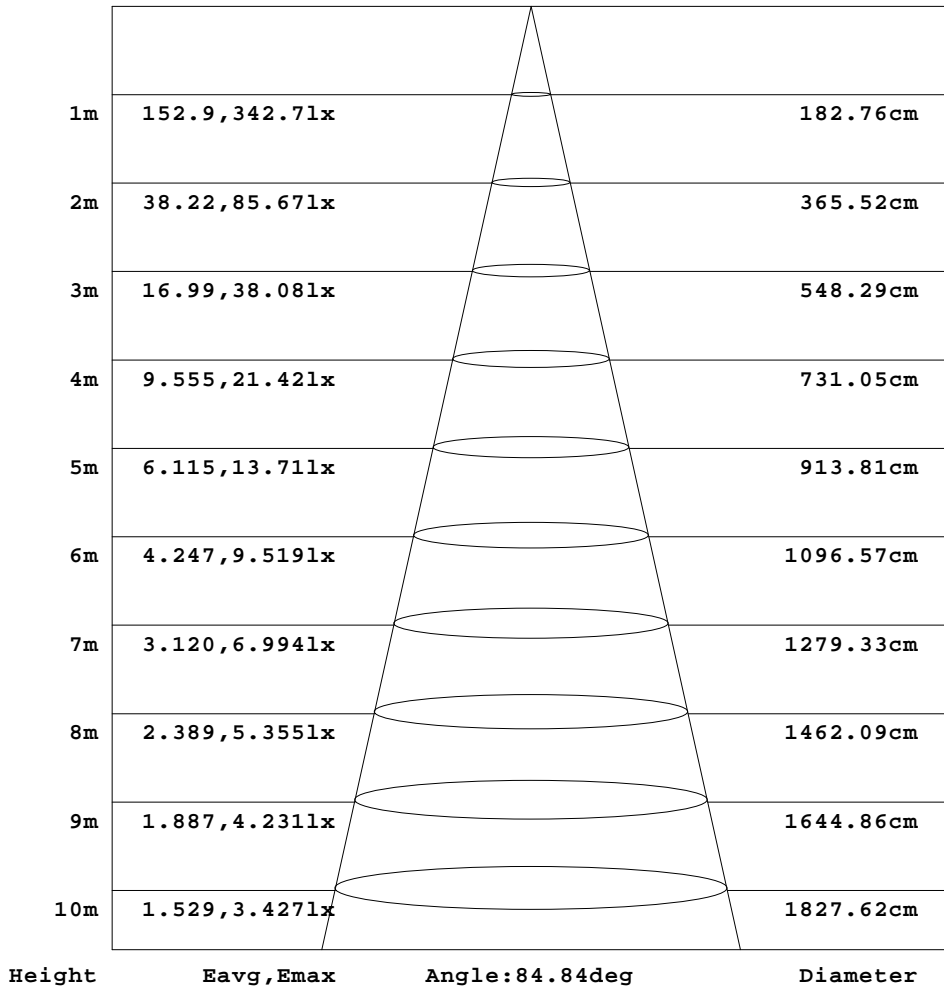 1m 152.9,342.7lx 182.76cm
2m 38.22,85.67lx 365.52cm
3m 16.99,38.08lx 548.29cm
4m 9.555,21.42lx 731.05cm
5m 6.115,13.71lx 913.81cm
6m 4.247,9.519lx 1096.57cm
7m 3.120,6.994lx 1279.33cm
8m 2.389,5.355lx 1462.09cm
9m 1.887,4.231lx 1644.86cm
10m 1.529,3.427lx 1827.62cm
Height Eavg,Emax Angle:84.84deg Diameter